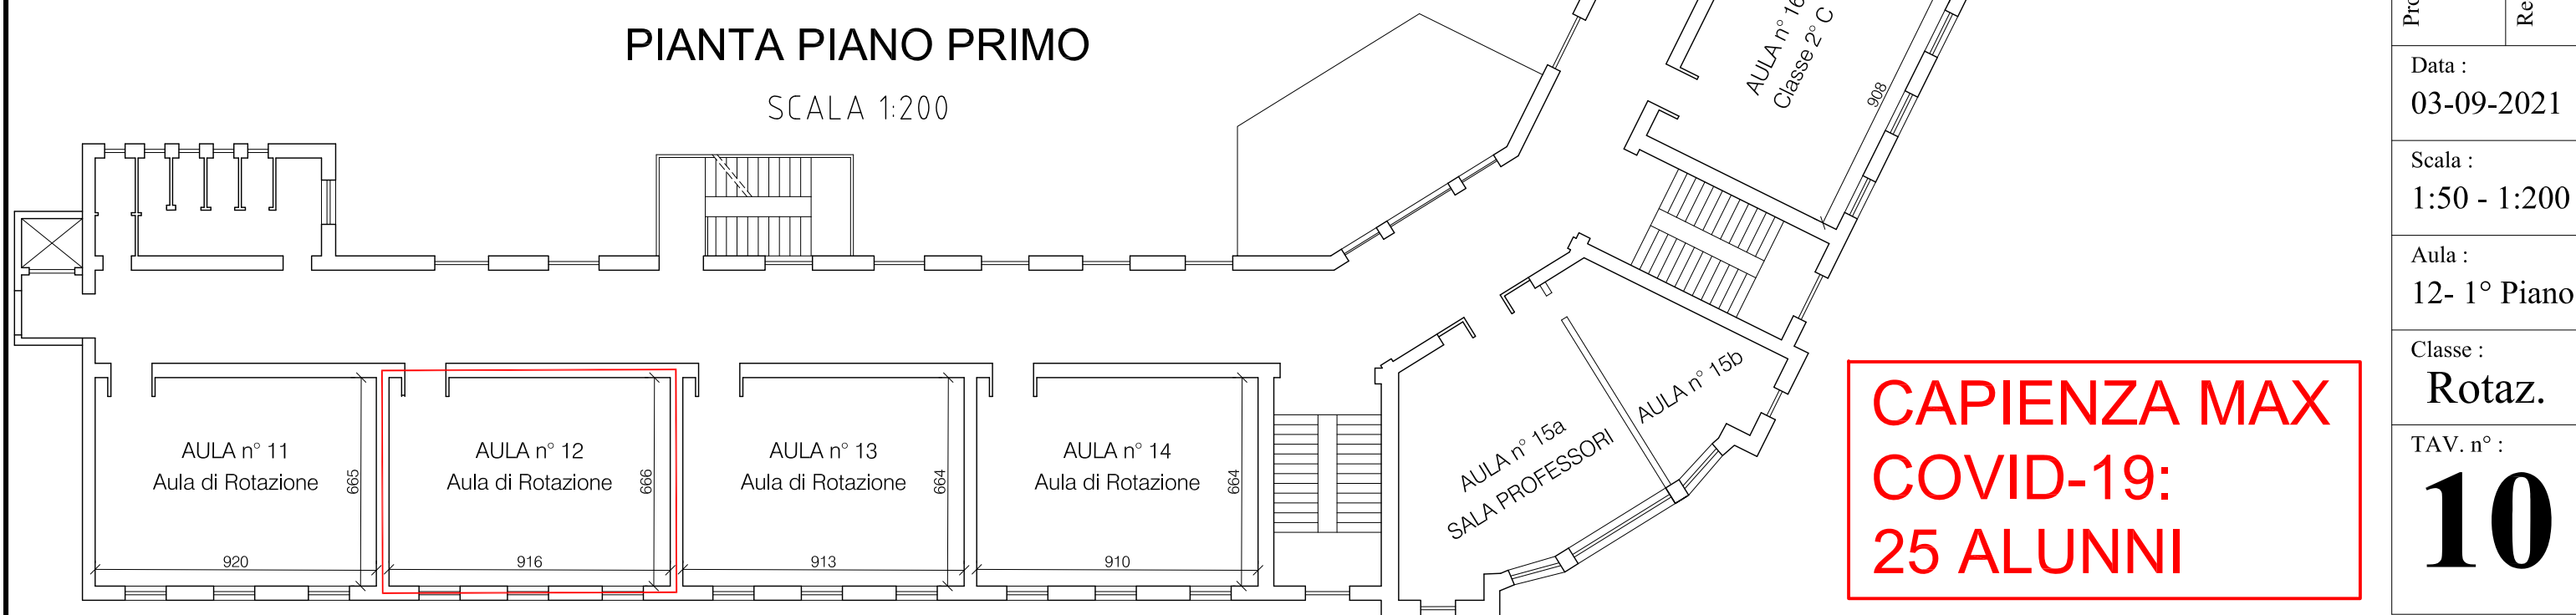 PIANTA PIANO PRIMO
SCALA 1:200
AULA n° 16
Classe 2° C
908
AULA n° 11
Aula di Rotazione
665
920
AULA n° 12
Aula di Rotazione
666
916
AULA n° 13
Aula di Rotazione
664
913
AULA n° 14
Aula di Rotazione
664
910
AULA n° 15a
SALA PROFESSORI
AULA n° 15b
CAPIENZA MAX
COVID-19:
25 ALUNNI
Data :
03-09-2021
Scala :
1:50 - 1:200
Aula :
12- 1° Piano
Classe :
Rotaz.
TAV. n° :
10